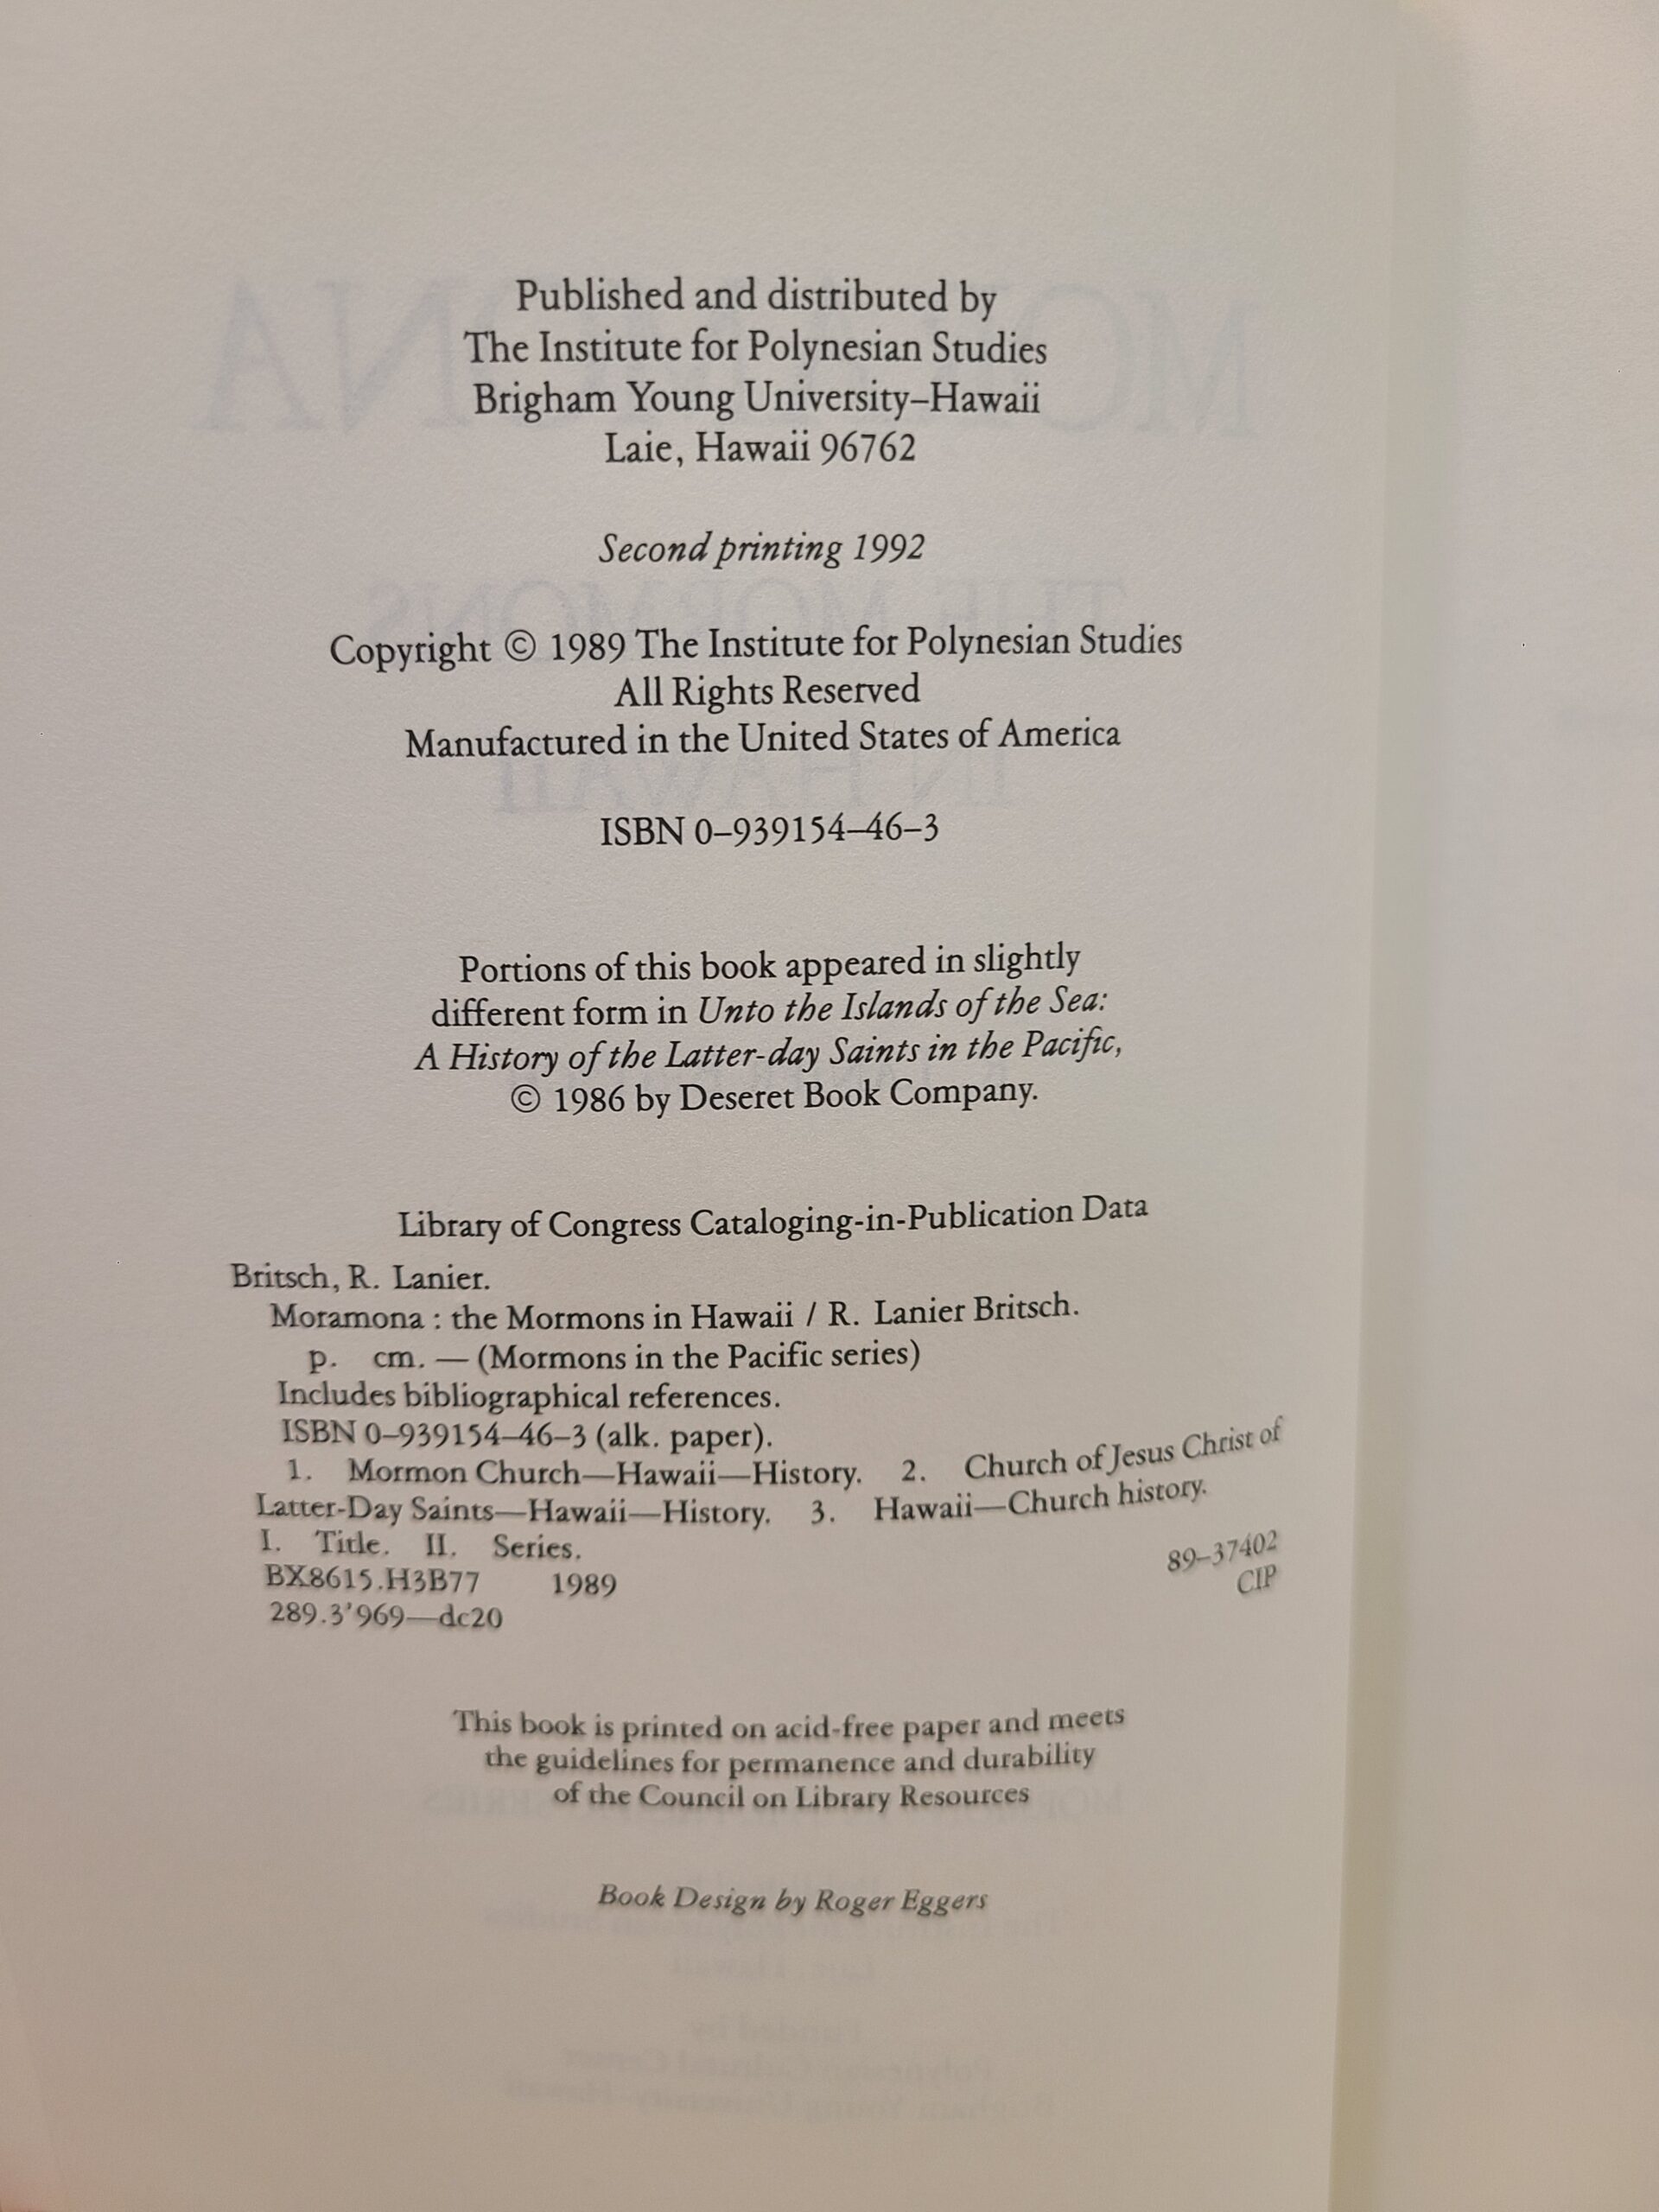 Published and distributed by
The Institute for Polynesian Studies
Brigham Young University–Hawaii
Laie, Hawaii 96762
Second printing 1992
Copyright © 1989 The Institute for Polynesian Studies
All Rights Reserved
Manufactured in the United States of America
ISBN 0–939154–46–3
Portions of this book appeared in slightly
different form in Unto the Islands of the Sea:
A History of the Latter-day Saints in the Pacific,
© 1986 by Deseret Book Company.
Library of Congress Cataloging-in-Publication Data
Britsch, R. Lanier.
Moramona : the Mormons in Hawaii / R. Lanier Britsch.
p. cm. — (Mormons in the Pacific series)
Includes bibliographical references.
ISBN 0–939154–46–3 (alk. paper).
1. Mormon Church—Hawaii—History. 2. Church of Jesus Christ of
Latter-Day Saints—Hawaii—History. 3. Hawaii—Church history.
I. Title. II. Series.
BX8615.H3B77 1989
289.3’969—dc20
89–37402
CIP
This book is printed on acid-free paper and meets
the guidelines for permanence and durability
of the Council on Library Resources
Book Design by Roger Eggers